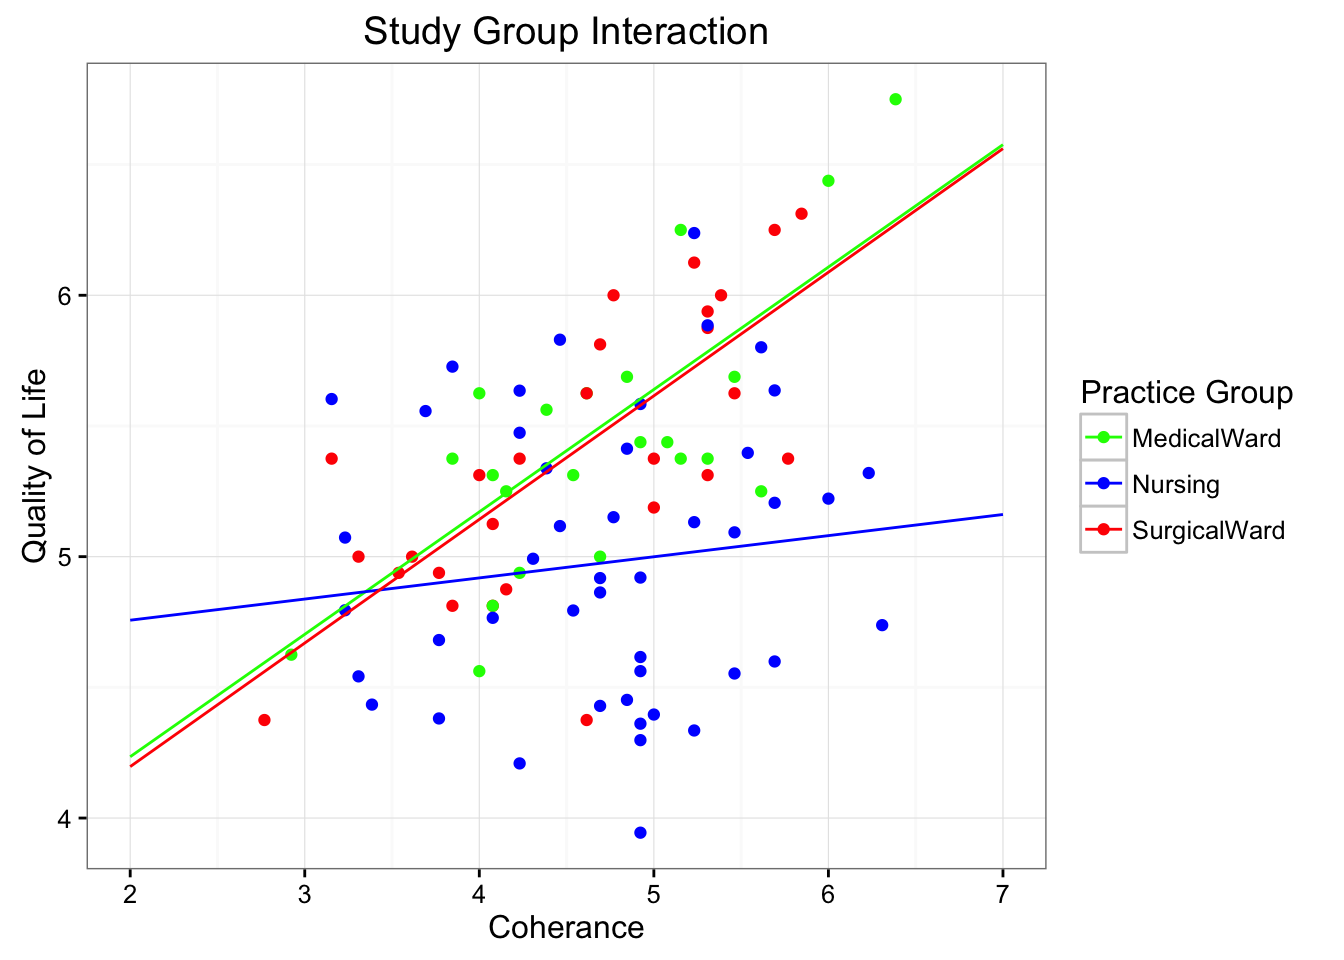 Study Group Interaction
Quality of Life
6
5
4
2 3 4 5 6 7
Coherance
Practice Group
MedicalWard
Nursing
SurgicalWard